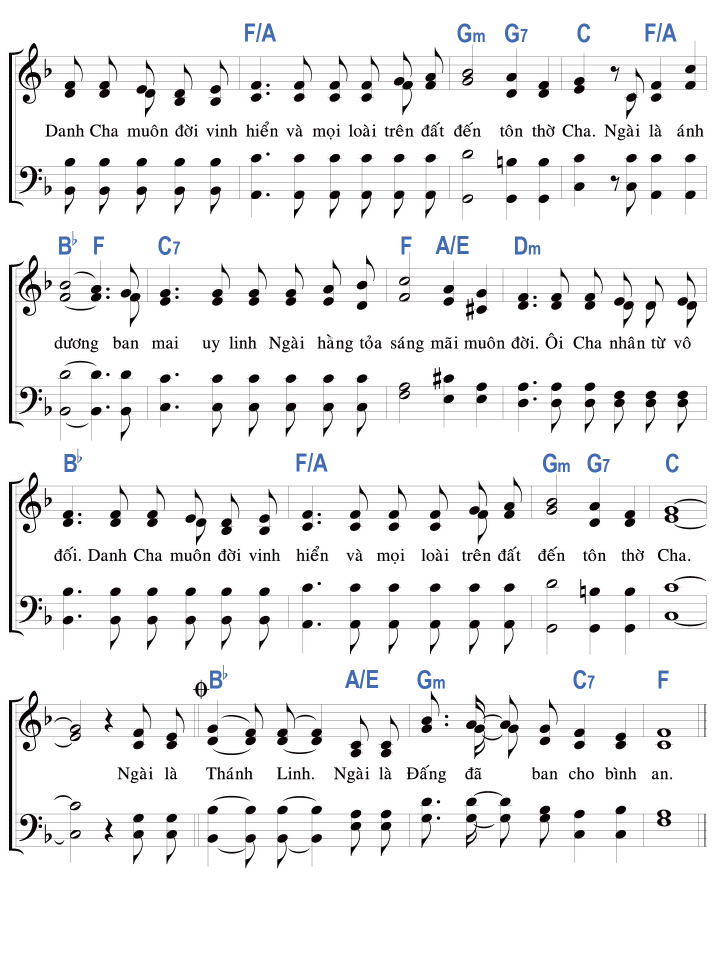 F/A Gm G7 C F/A
Danh Cha muôn đời vinh hiển và mọi loài trên đất đến tôn thờ Cha. Ngài là ánh
B♭ F C7 F A/E Dm
dương ban mai uy linh Ngài hằng tỏa sáng mãi muôn đời. Ôi Cha nhân từ vô
B♭ F/A Gm G7 C
đối. Danh Cha muôn đời vinh hiển và mọi loài trên đất đến tôn thờ Cha.
B♭ A/E Gm C7 F
Ngài là Thánh Linh. Ngài là Đấng đã ban cho bình an.